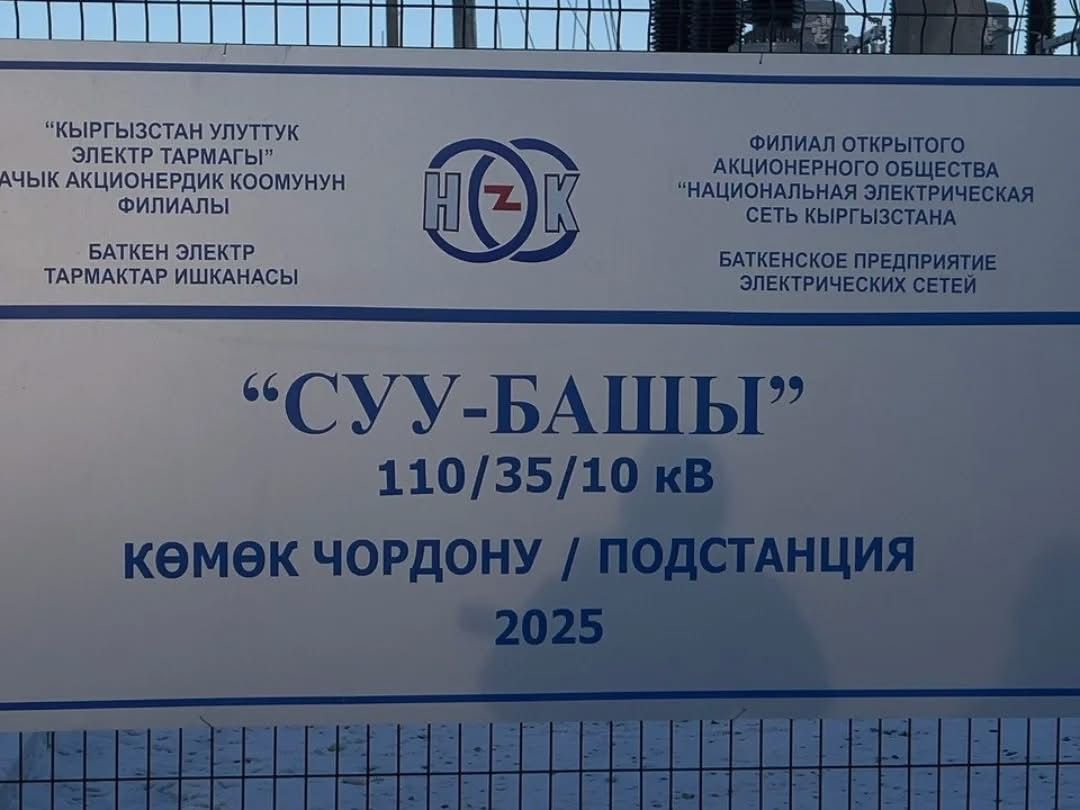 “КЫРГЫЗСТАН УЛУТТУК
ЭЛЕКТР ТАРМАГЫ”
АЧЫК АКЦИОНЕРДИК КООМУНУН
ФИЛИАЛЫ
БАТКЕН ЭЛЕКТР
ТАРМАКТАР ИШКАНАСЫ
Н К
ФИЛИАЛ ОТКРЫТОГО
АКЦИОНЕРНОГО ОБЩЕСТВА
“НАЦИОНАЛЬНАЯ ЭЛЕКТРИЧЕСКАЯ
СЕТЬ КЫРГЫЗСТАНА
БАТКЕНСКОЕ ПРЕДПРИЯТИЕ
ЭЛЕКТРИЧЕСКИХ СЕТЕЙ
“СУУ-БАШЫ”
110/35/10 кВ
КӨМӨК ЧОРДОНУ / ПОДСТАНЦИЯ
2025